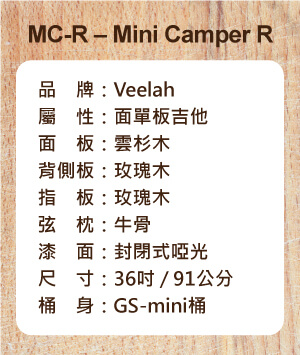 MC-R – Mini Camper R
品　牌：Veelah
屬　性：面單板吉他
面　板：雲杉木
背側板：玫瑰木
指　板：玫瑰木
弦　枕：牛骨
漆　面：封閉式啞光
尺　寸：36吋 / 91公分
桶　身：GS-mini桶